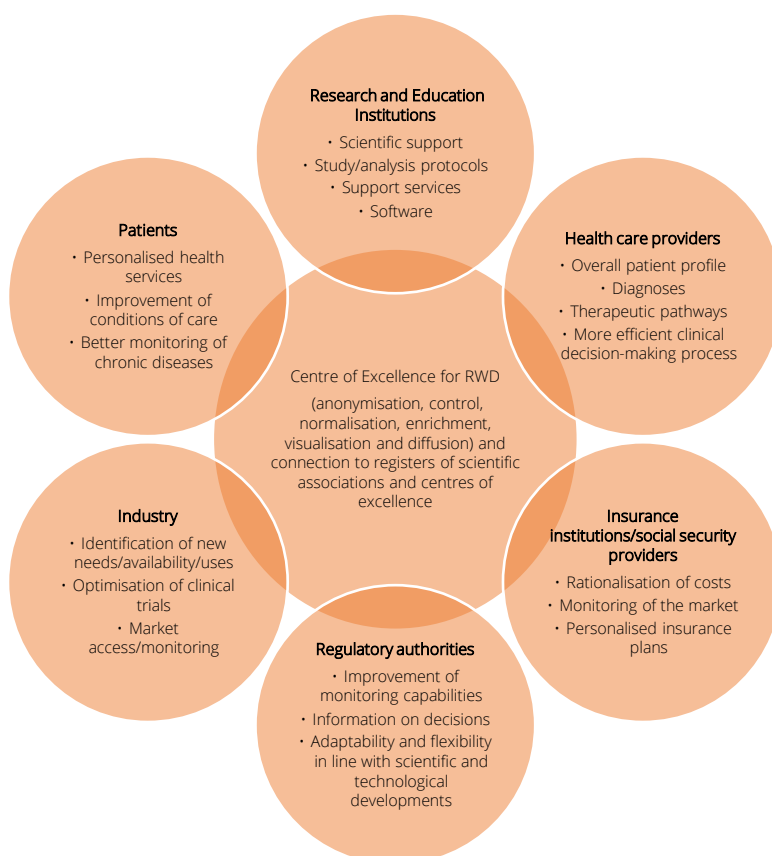 Research and Education
Institutions
• Scientific support
• Study/analysis protocols
• Support services
• Software
Health care providers
• Overall patient profile
• Diagnoses
• Therapeutic pathways
• More efficient clinical
decision-making process
Insurance
institutions/social security
providers
• Rationalisation of costs
• Monitoring of the market
• Personalised insurance
plans
Regulatory authorities
• Improvement of
monitoring capabilities
• Information on decisions
• Adaptability and flexibility
in line with scientific and
technological
developments
Industry
• Identification of new
needs/availability/uses
• Optimisation of clinical
trials
• Market
access/monitoring
Patients
• Personalised health
services
• Improvement of
conditions of care
• Better monitoring of
chronic diseases
Centre of Excellence for RWD
(anonymisation, control,
normalisation, enrichment,
visualisation and diffusion) and
connection to registers of scientific
associations and centres of
excellence